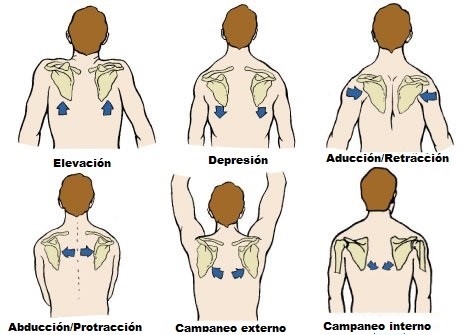 Elevación
Depresión
Aducción/Retracción
Abducción/Protracción
Campaneo externo
Campaneo interno